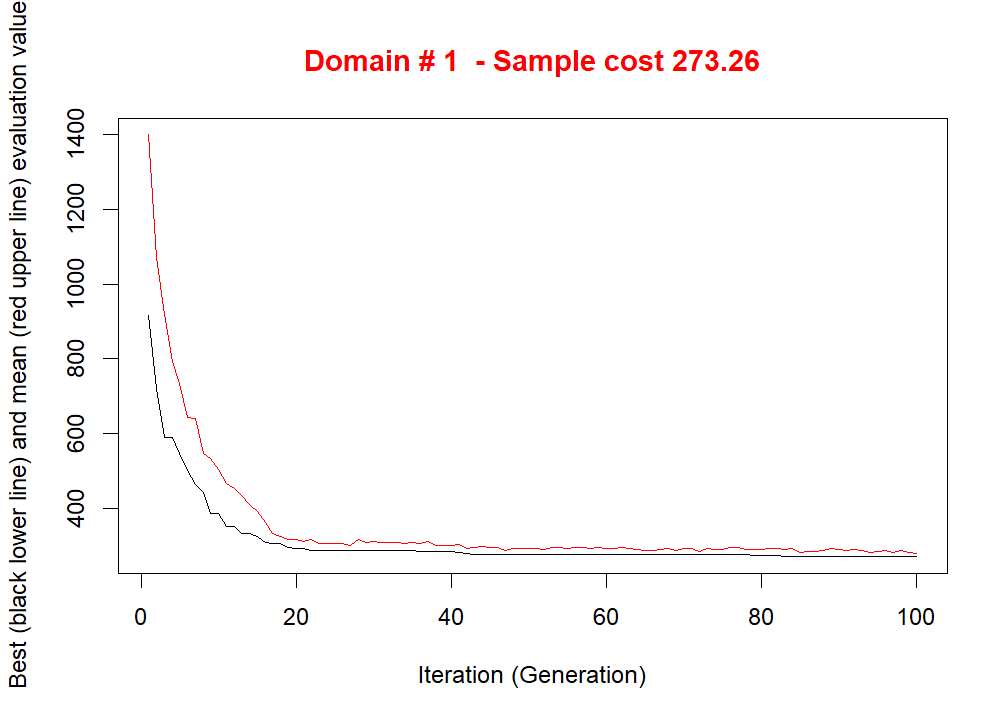 Domain # 1  - Sample cost 273.26
Best (black lower line) and mean (red upper line) evaluation value
1400
1200
1000
800
600
400
0 20 40 60 80 100
Iteration (Generation)